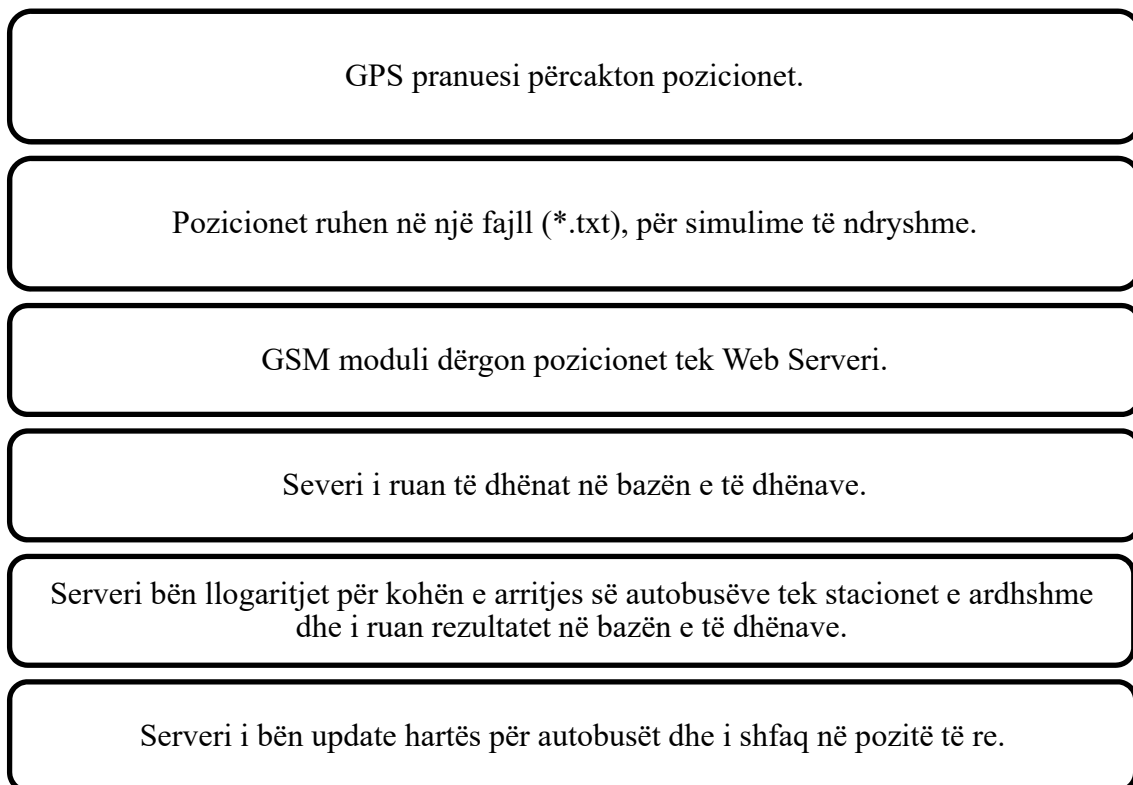 GPS pranuesi përcakton pozicionet.
Pozicionet ruhen në një fajll (*.txt), për simulime të ndryshme.
GSM moduli dërgon pozicionet tek Web Serveri.
Severi i ruan të dhënat në bazën e të dhënave.
Serveri bën llogaritjet për kohën e arritjes së autobusëve tek stacionet e ardhshme
dhe i ruan rezultatet në bazën e të dhënave.
Serveri i bën update hartës për autobusët dhe i shfaq në pozitë të re.